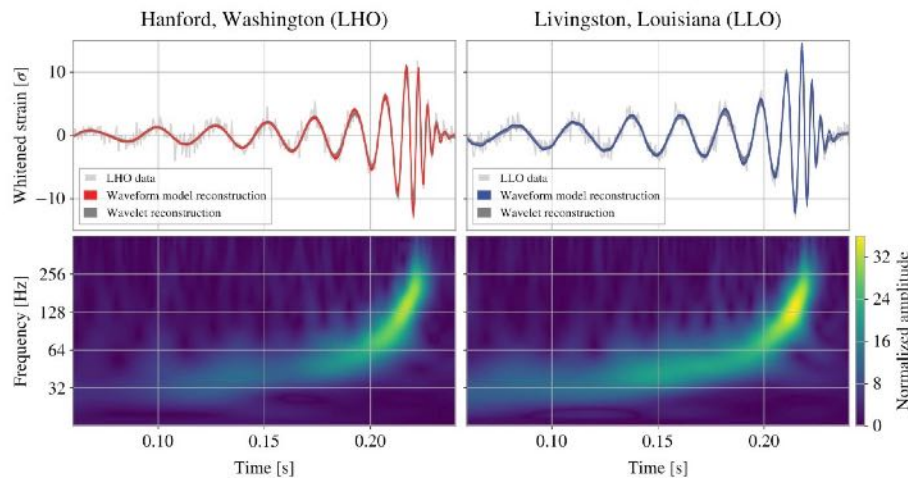 Hanford, Washington (LHO)
Livingston, Louisiana (LLO)
Whitened strain [σ]
10
0
−10
LHO data
Waveform model reconstruction
Wavelet reconstruction
LLO data
Waveform model reconstruction
Wavelet reconstruction
Frequency [Hz]
256
128
64
32
0.10
0.15
0.20
Time [s]
0.10
0.15
0.20
Time [s]
32
24
16
8
0
Normalized amplitude